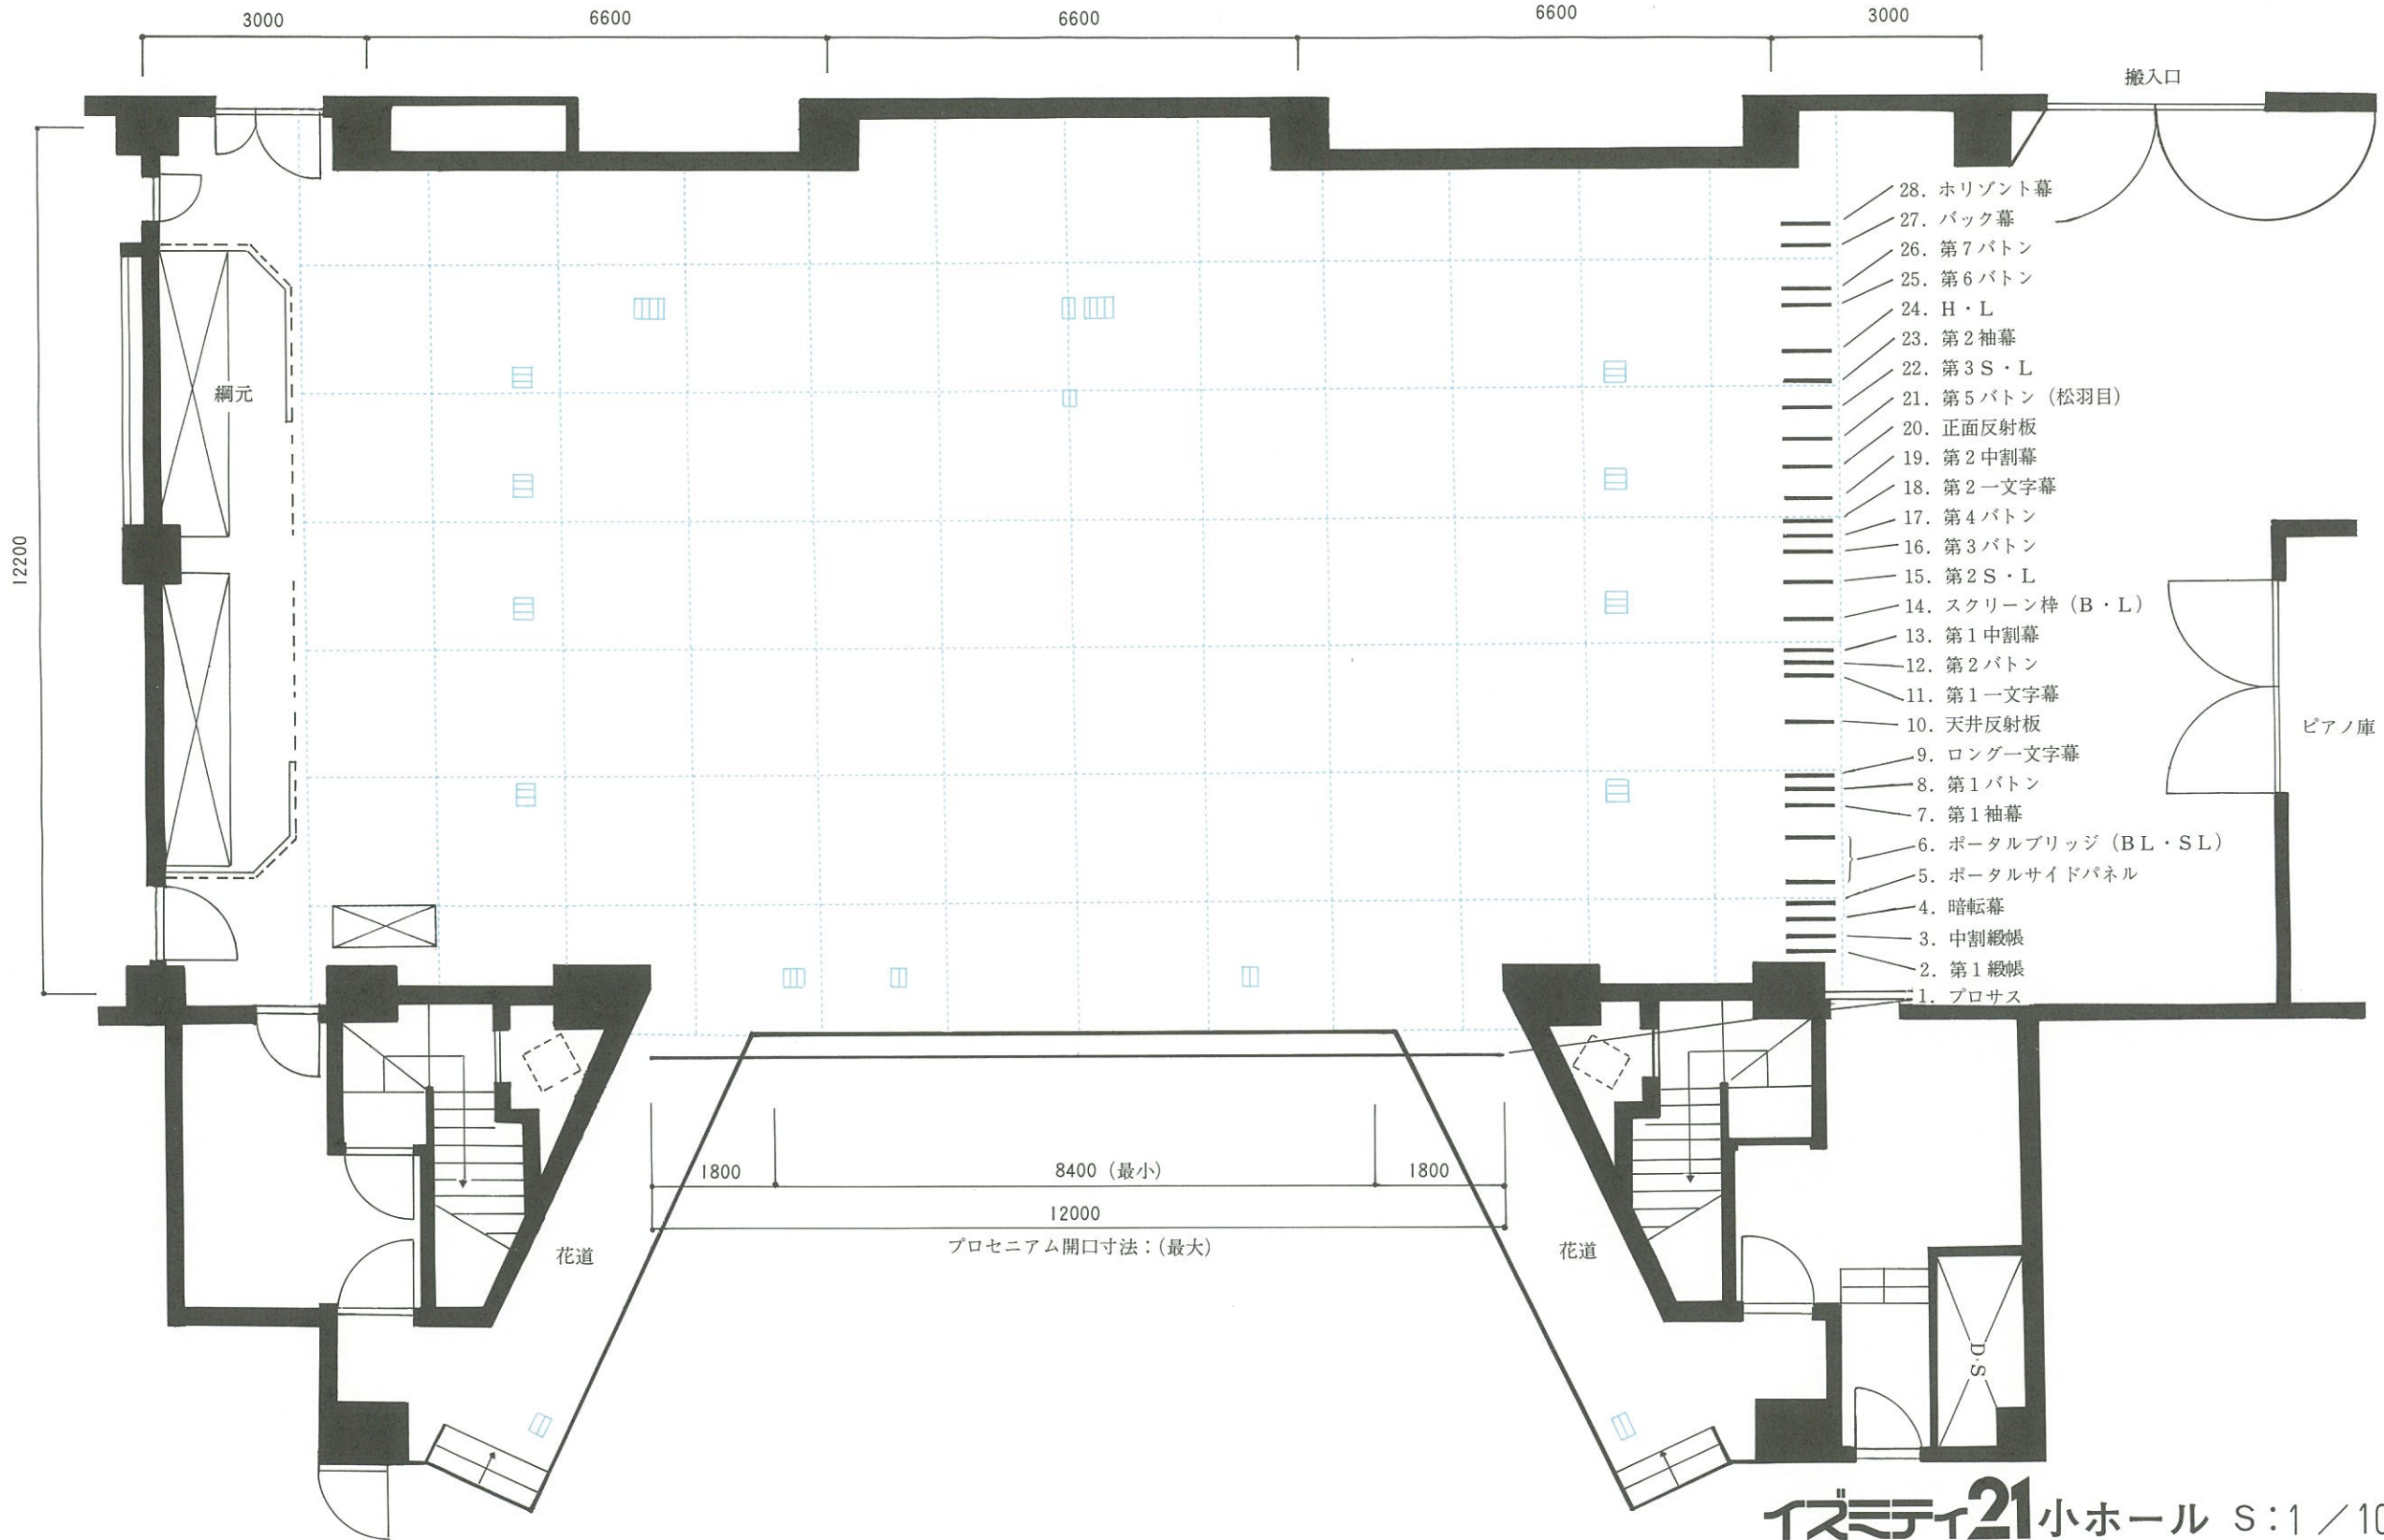 3000
6600
6600
6600
3000
搬入口
28. ホリゾント幕
27. バック幕
26. 第7バトン
25. 第6バトン
24. H・L
23. 第2袖幕
22. 第3S・L
21. 第5バトン（松羽目）
20. 正面反射板
19. 第2中割幕
18. 第2一文字幕
17. 第4バトン
16. 第3バトン
15. 第2S・L
14. スクリーン枠（B・L）
13. 第1中割幕
12. 第2バトン
11. 第1一文字幕
10. 天井反射板
9. ロング一文字幕
8. 第1バトン
7. 第1袖幕
6. ポータルブリッジ（BL・SL）
5. ポータルサイドパネル
4. 暗転幕
3. 中割緞帳
2. 第1緞帳
1. プロサス
綱元
12200
ピアノ庫
1800
8400（最小）
1800
12000
プロセニアム開口寸法：(最大)
花道
花道
D・S
イズミティ21小ホール S：1／10